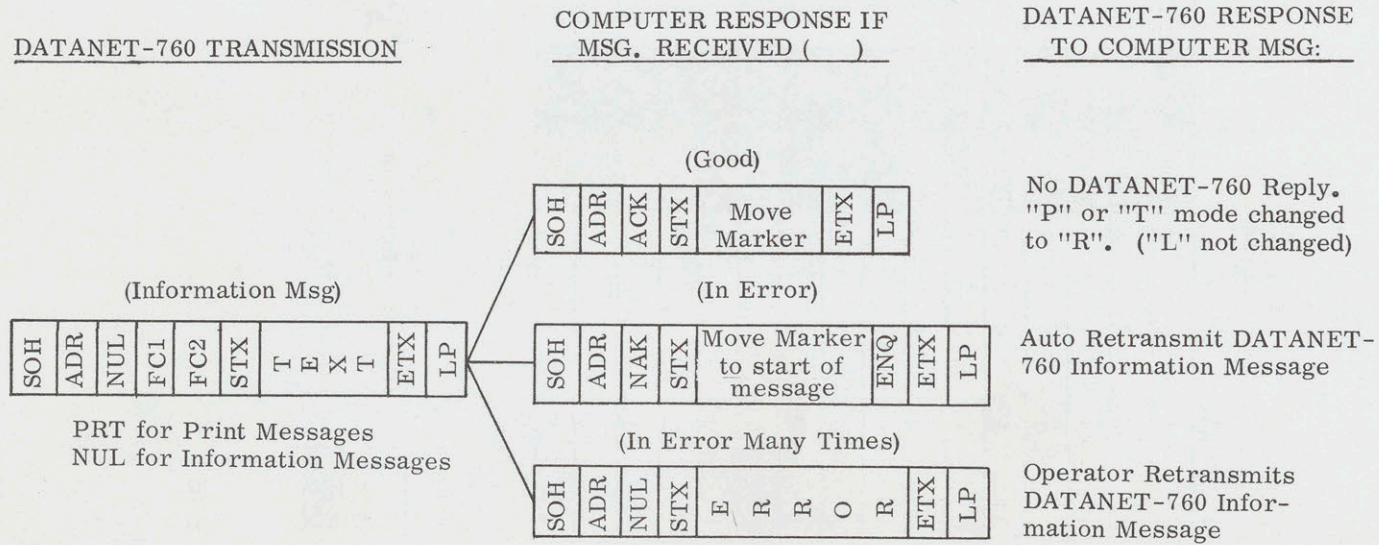 DATANET-760 TRANSMISSION
COMPUTER RESPONSE IF
MSG. RECEIVED ( )
DATANET-760 RESPONSE
TO COMPUTER MSG:
(Good)
SOH ADR ACK STX Move Marker ETX LP
No DATANET-760 Reply.
"P" or "T" mode changed
to "R". ("L" not changed)
(Information Msg)
SOH ADR NUL FC1 FC2 STX T E X T ETX LP
PRT for Print Messages
NUL for Information Messages
(In Error)
SOH ADR NAK STX Move Marker to start of message ENQ ETX LP
Auto Retransmit DATANET-
760 Information Message
(In Error Many Times)
SOH ADR NUL STX E R R O R ETX LP
Operator Retransmits
DATANET-760 Infor-
mation Message